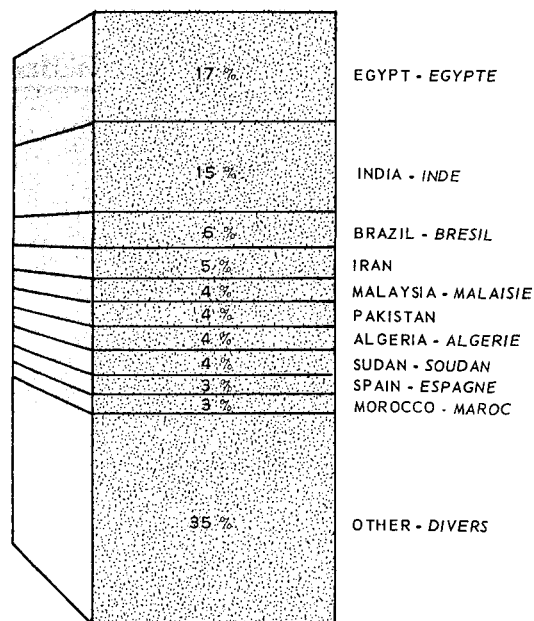 17 % EGYPT - EGYPTE
15 % INDIA - INDE
6 % BRAZIL - BRESIL
5 % IRAN
4 % MALAYSIA - MALAISIE
4 % PAKISTAN
4 % ALGERIA - ALGERIE
4 % SUDAN - SOUDAN
3 % SPAIN - ESPAGNE
3 % MOROCCO - MAROC
35 % OTHER - DIVERS